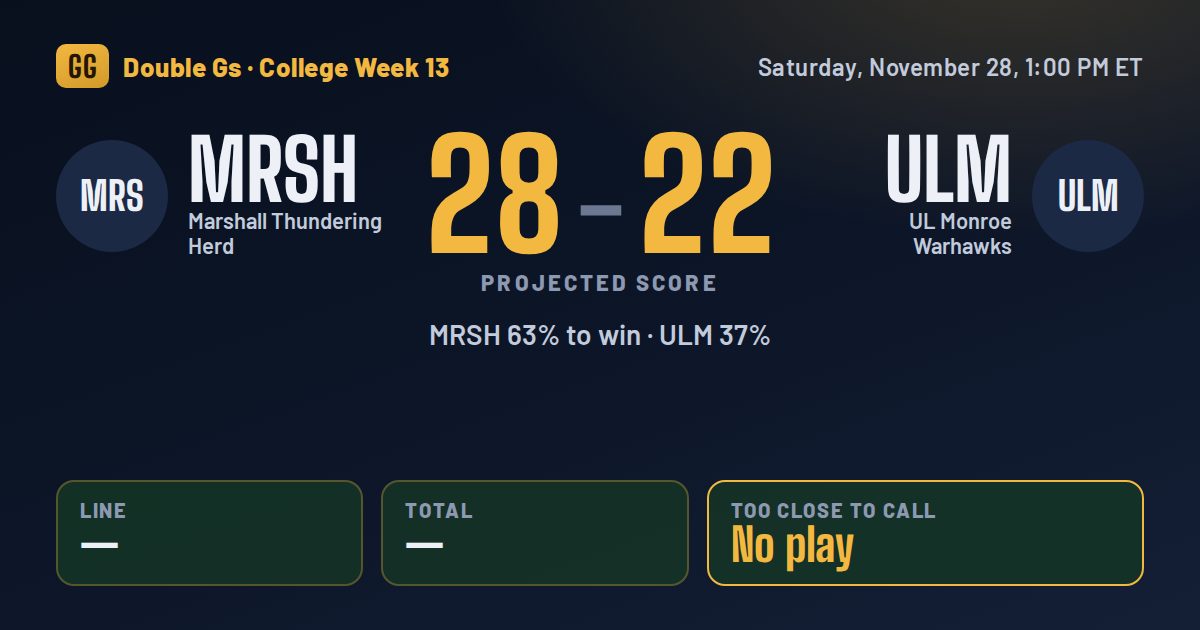 GG
Double Gs · College Week 13
Saturday, November 28, 1:00 PM ET
MRS
MRSH
Marshall Thundering
Herd
28 – 22
PROJECTED SCORE
MRSH 63% to win · ULM 37%
ULM
UL Monroe
Warhawks
ULM
LINE
—
TOTAL
—
TOO CLOSE TO CALL
No play